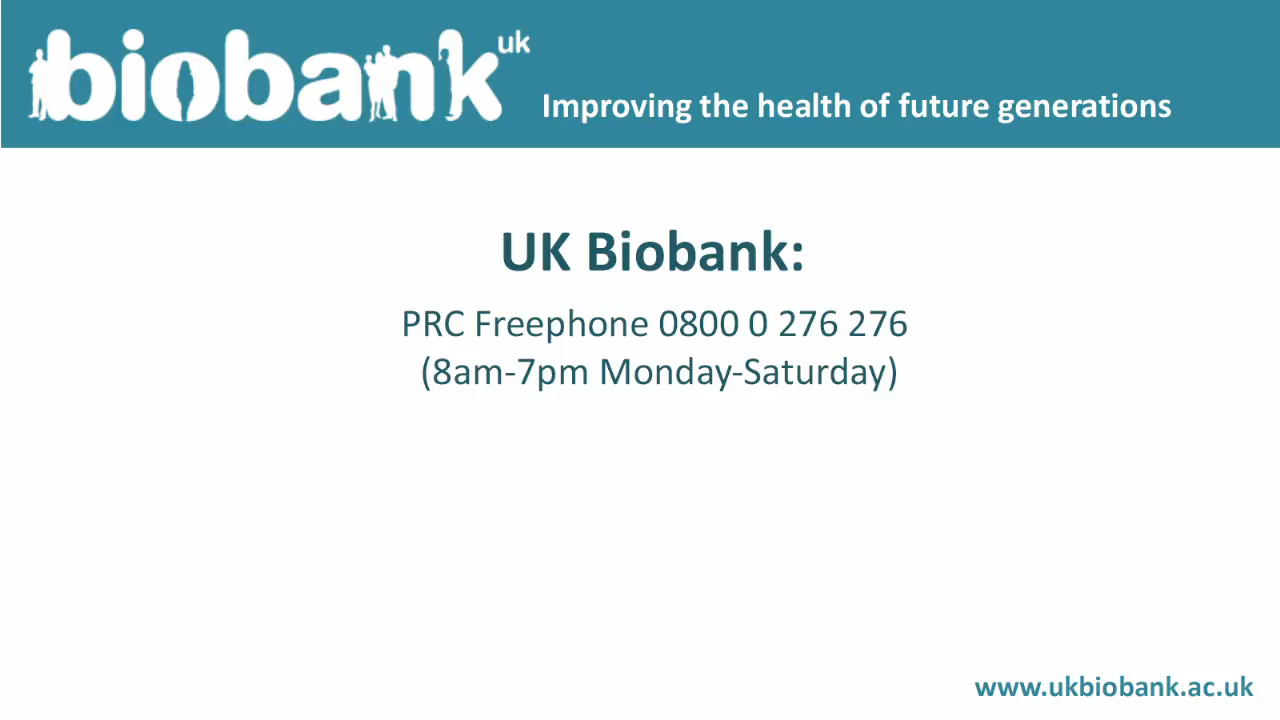 biobank uk
Improving the health of future generations
UK Biobank:
PRC Freephone 0800 0 276 276
(8am-7pm Monday-Saturday)
www.ukbiobank.ac.uk